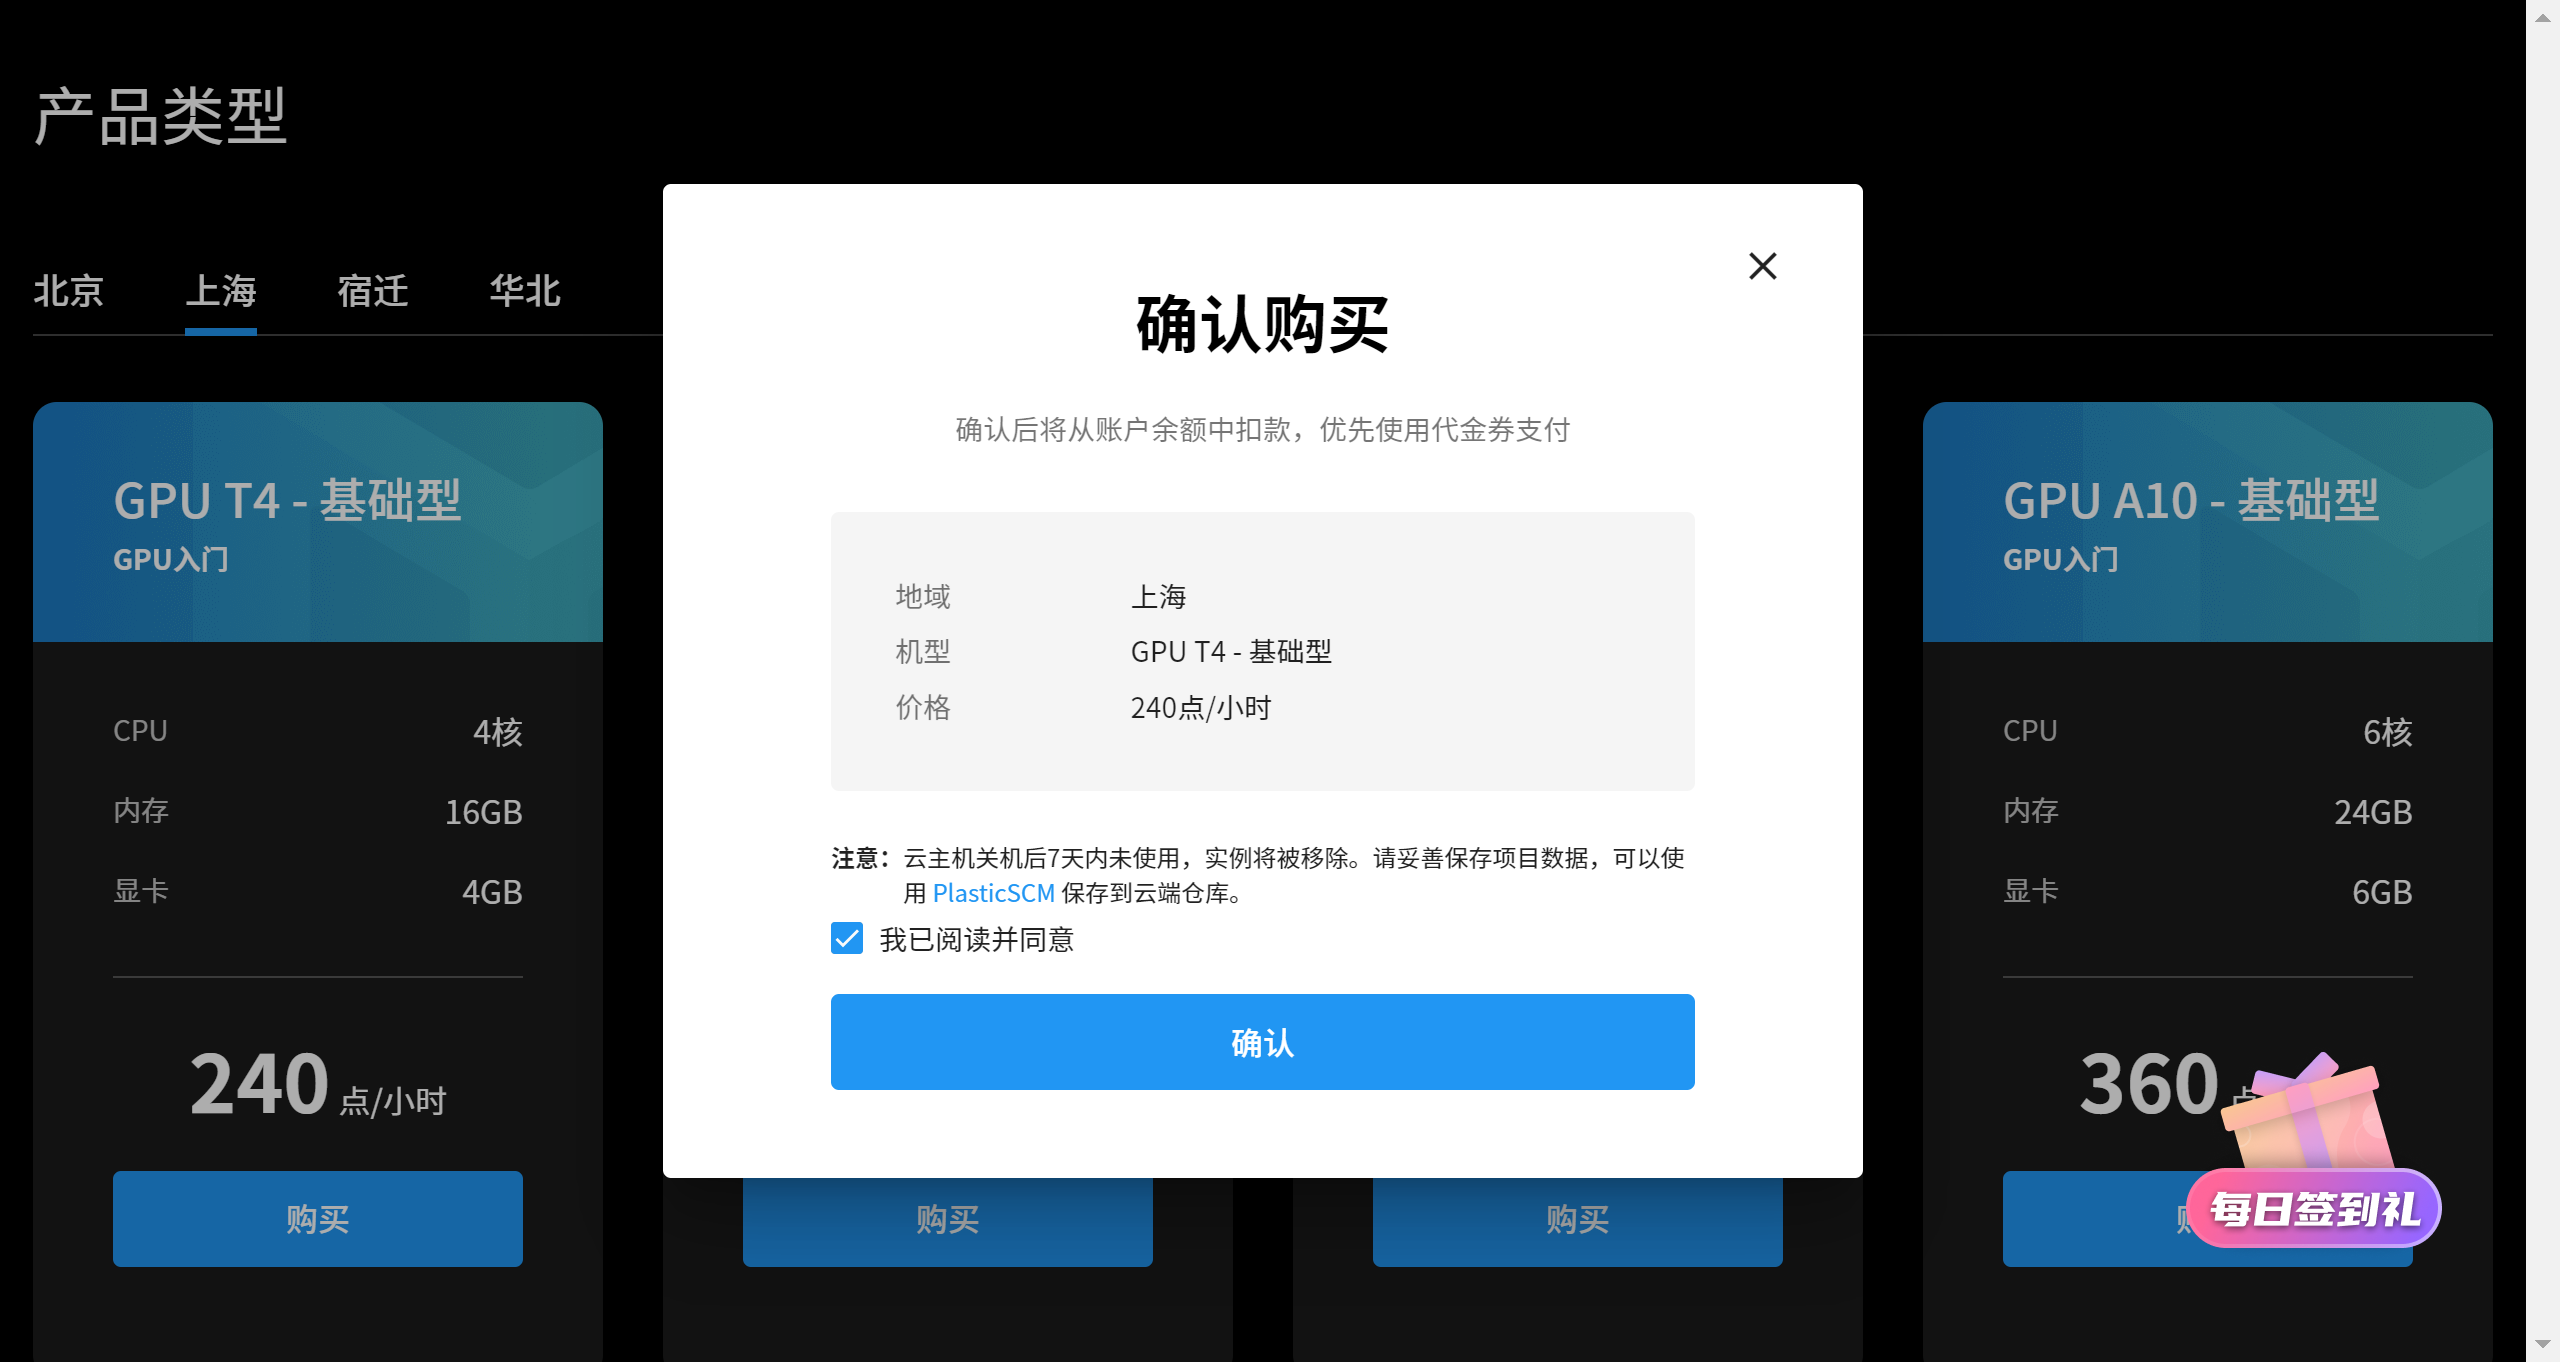 产品类型
北京
上海
宿迁
华北
GPU T4 - 基础型
GPU入门
CPU
4核
内存
16GB
显卡
4GB
240 点/小时
购买
确认购买
确认后将从账户余额中扣款，优先使用代金券支付
地域
上海
机型
GPU T4 - 基础型
价格
240点/小时
注意：云主机关机后7天内未使用，实例将被移除。请妥善保存项目数据，可以使
用 PlasticSCM 保存到云端仓库。
我已阅读并同意
确认
购买
购买
GPU A10 - 基础型
GPU入门
CPU
6核
内存
24GB
显卡
6GB
360
每日签到礼